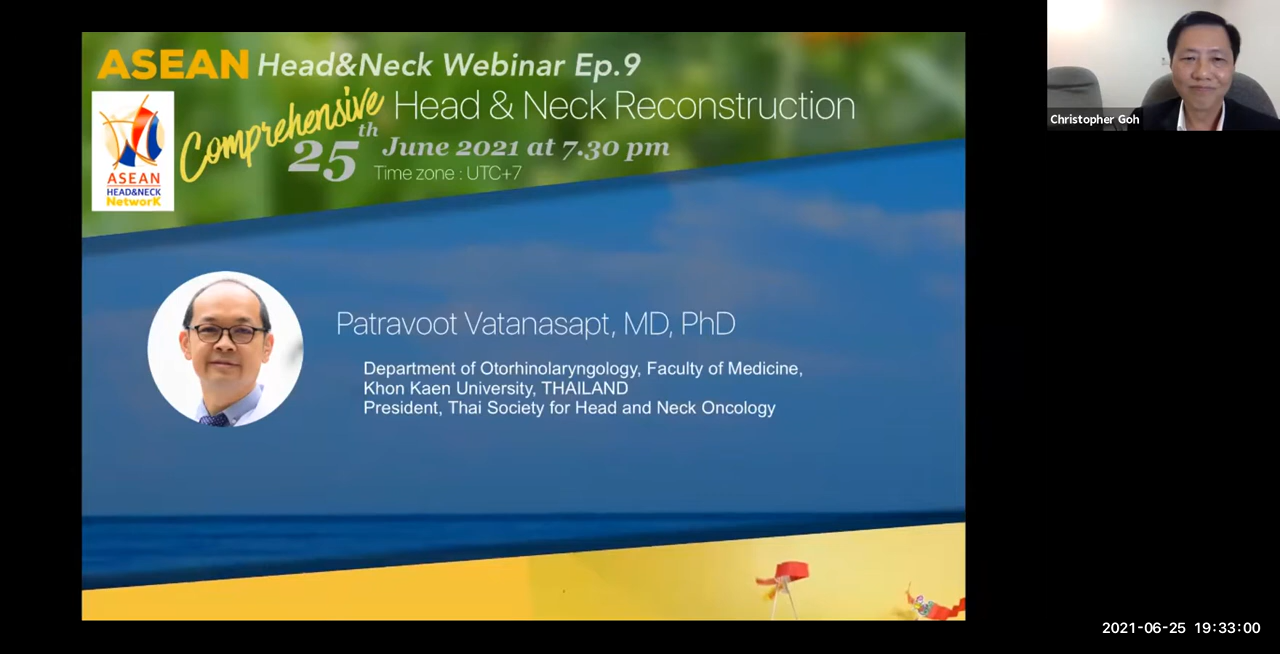 ASEAN Head&Neck Webinar Ep.9
Comprehensive Head & Neck Reconstruction
25th June 2021 at 7.30 pm
Time zone : UTC+7
ASEAN
HEAD&NECK
NetworK
Christopher Goh
Patravoot Vatanasapt, MD, PhD
Department of Otorhinolaryngology, Faculty of Medicine,
Khon Kaen University, THAILAND
President, Thai Society for Head and Neck Oncology
2021-06-25 19:33:00